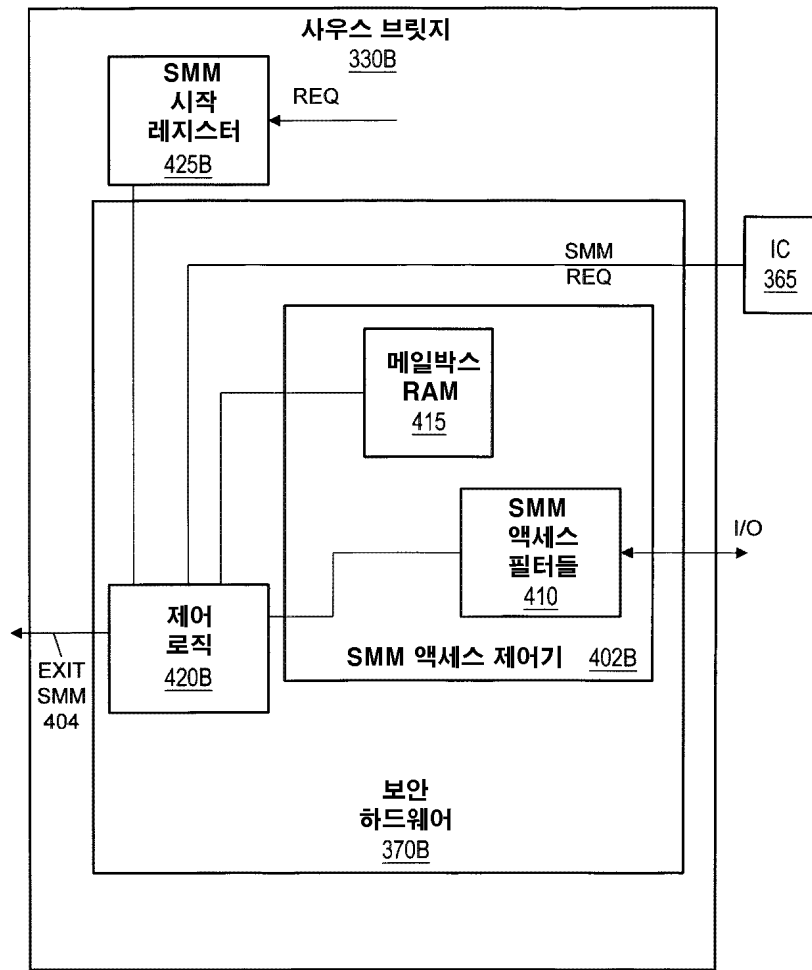 사우스 브릿지
330B
SMM
시작
레지스터
425B
REQ
SMM
REQ
IC
365
메일박스
RAM
415
SMM
액세스
필터들
410
I/O
제어
로직
420B
SMM 액세스 제어기 402B
EXIT
SMM
404
보안
하드웨어
370B